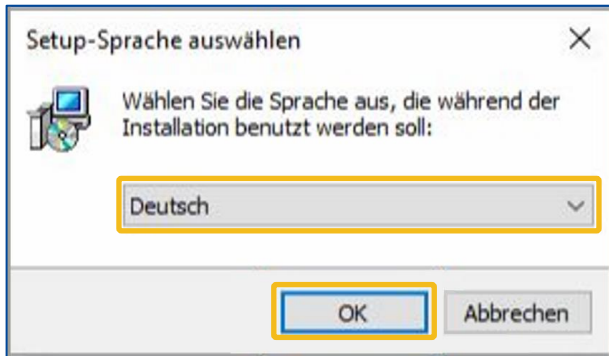 Setup-Sprache auswählen
Wählen Sie die Sprache aus, die während der
Installation benutzt werden soll:
Deutsch
OK
Abbrechen